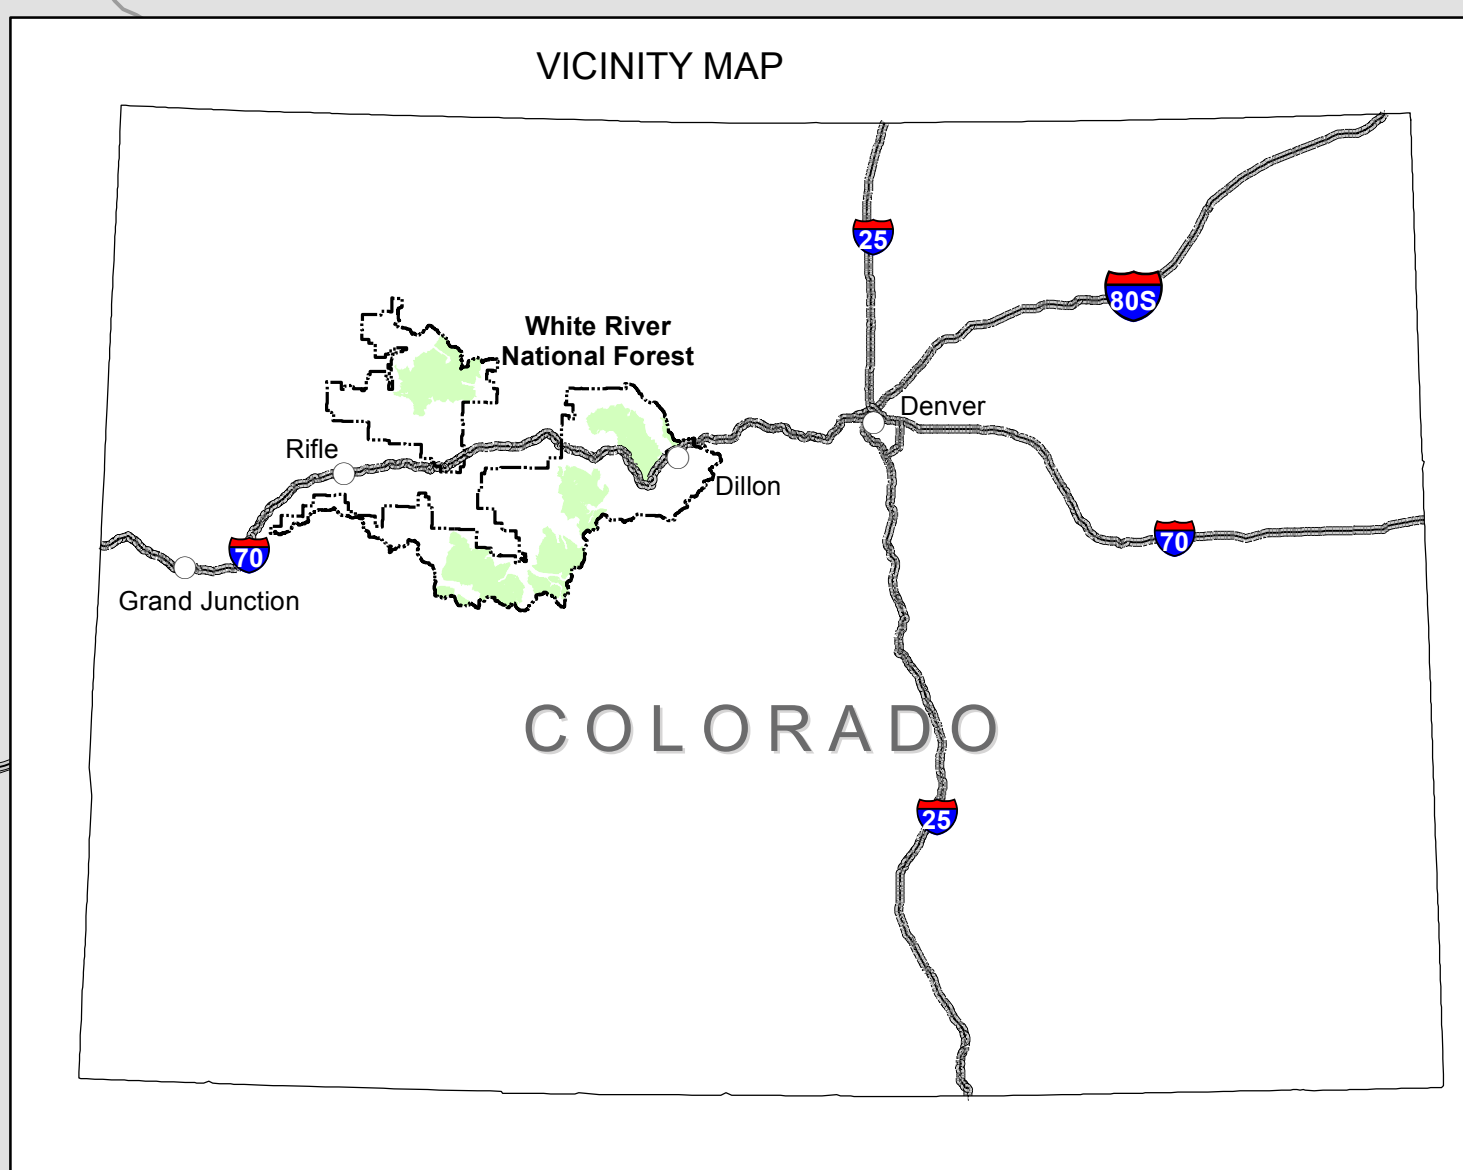 VICINITY MAP
25
80S
White River
National Forest
Denver
Rifle
Dillon
70
70
Grand Junction
COLORADO
25